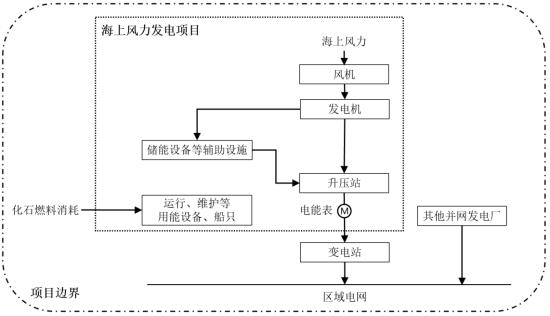 海上风力发电项目
海上风力
风机
发电机
储能设备等辅助设施
升压站
化石燃料消耗
运行、维护等
用能设备、船只
电能表
M
其他并网发电厂
变电站
项目边界
区域电网